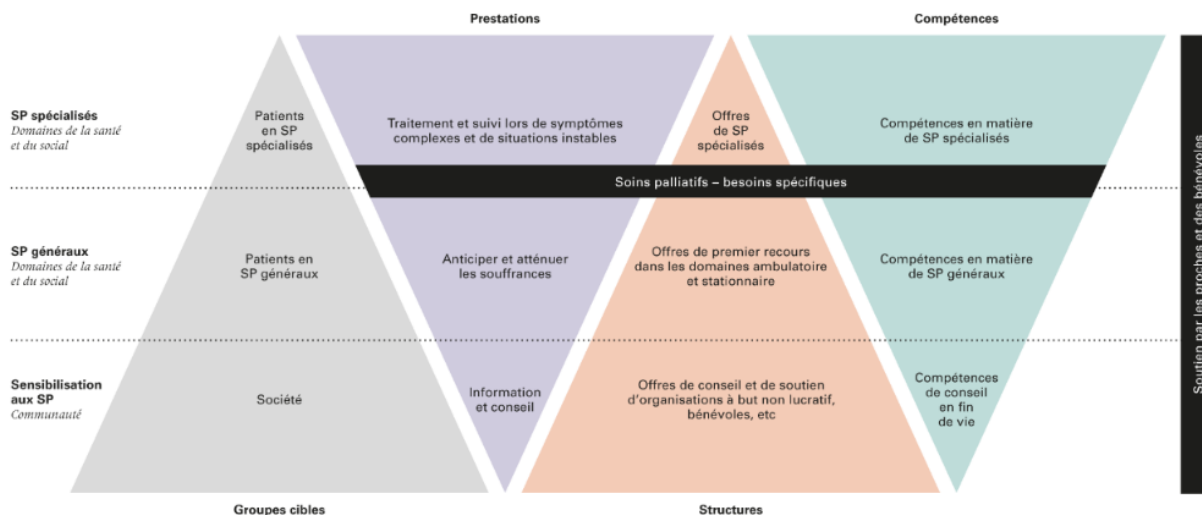 Prestations
Compétences
SP spécialisés
Domaines de la santé
et du social
Patients
en SP
spécialisés
Traitement et suivi lors de symptômes
complexes et de situations instables
Offres
de SP
spécialisés
Compétences en matière
de SP spécialisés
Soins palliatifs – besoins spécifiques
SP généraux
Domaines de la santé
et du social
Patients en
SP généraux
Anticiper et atténuer
les souffrances
Offres de premier recours
dans les domaines ambulatoire
et stationnaire
Compétences en matière
de SP généraux
Sensibilisation
aux SP
Communauté
Société
Information
et conseil
Offres de conseil et de soutien
d’organisations à but non lucratif,
bénévoles, etc
Compétences
de conseil
en fin
de vie
Groupes cibles
Structures
Soutien par les proches et des bénévoles